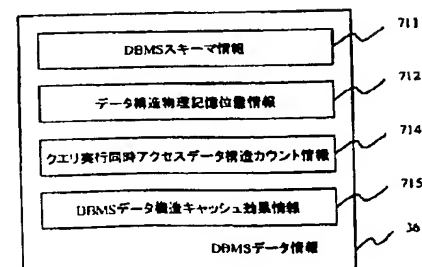 DBMSスキーマ情報
711
データ構造物理記憶位置情報
712
クエリ実行同時アクセスデータ構造カウント情報
714
DBMSデータ構造キャッシュ効果情報
715
DBMSデータ情報
36